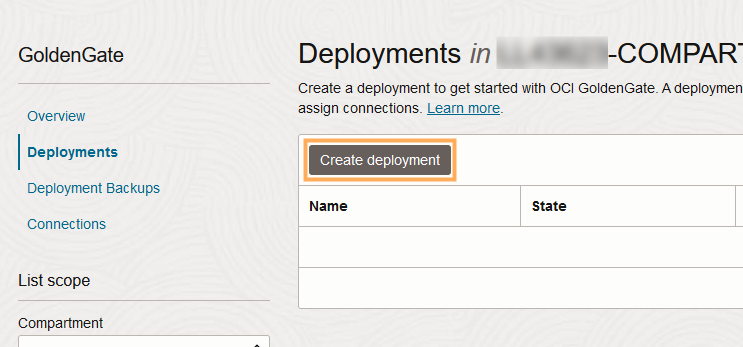 GoldenGate
Overview
Deployments
Deployment Backups
Connections
List scope
Compartment
Deployments in -COMPART
Create a deployment to get started with OCI GoldenGate. A deploymen
assign connections. Learn more.
Create deployment
Name State